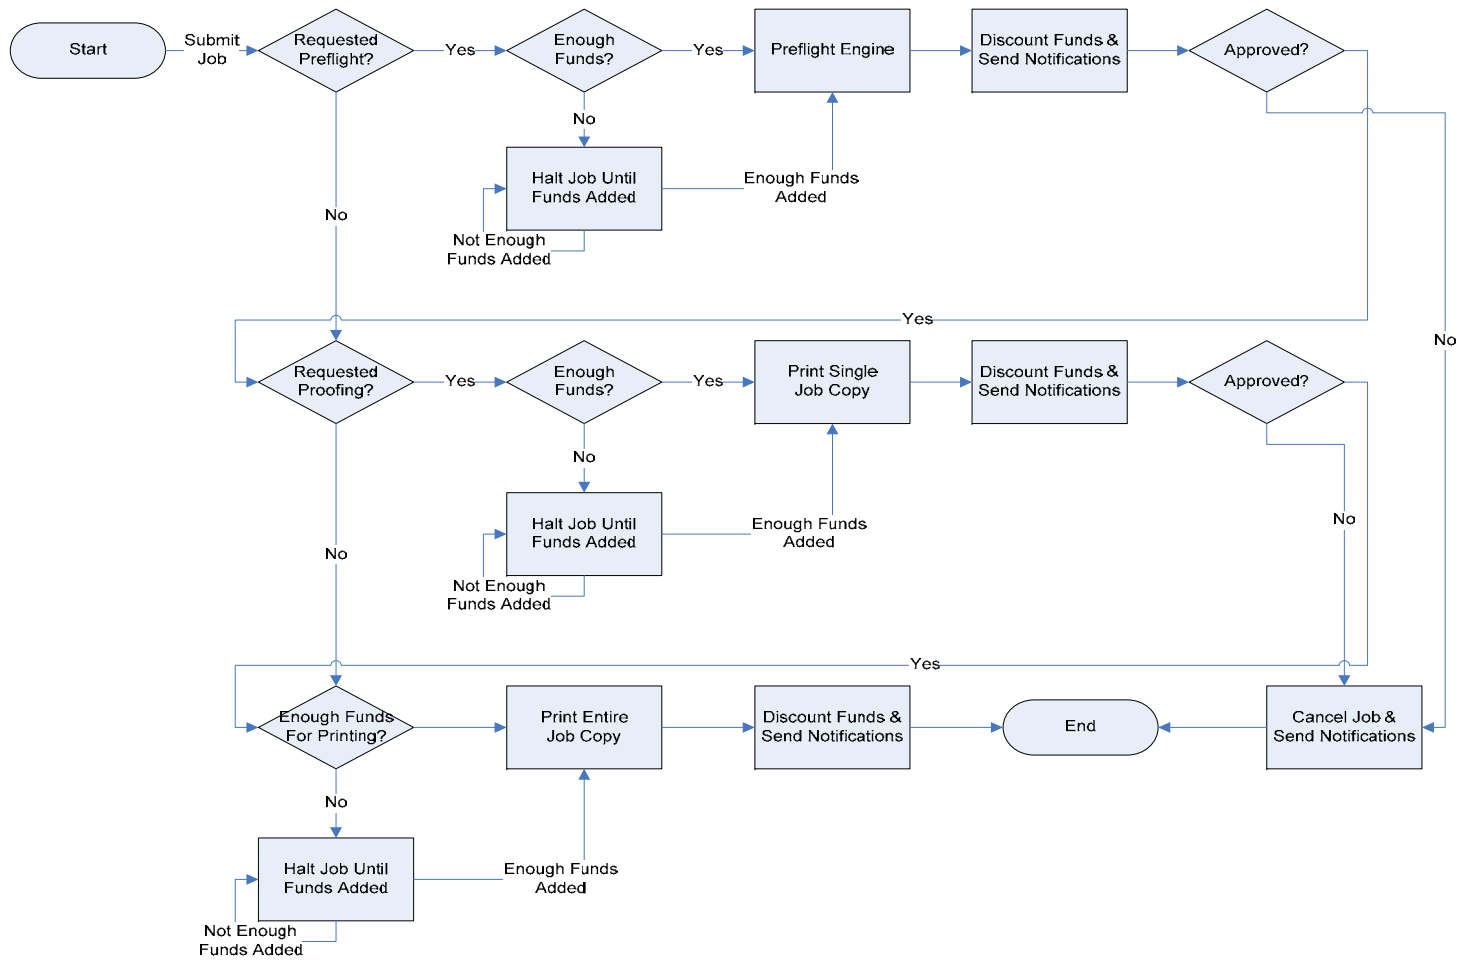 Start
Submit
Job
Requested
Preflight?
Yes
Enough
Funds?
Yes
Preflight Engine
Discount Funds &
Send Notifications
Approved?
No
Halt Job Until
Funds Added
Enough Funds
Added
No
Not Enough
Funds Added
Yes
No
Requested
Proofing?
Yes
Enough
Funds?
Yes
Print Single
Job Copy
Discount Funds &
Send Notifications
Approved?
No
Halt Job Until
Funds Added
Enough Funds
Added
No
No
Not Enough
Funds Added
Yes
Enough Funds
For Printing?
Print Entire
Job Copy
Discount Funds &
Send Notifications
End
Cancel Job &
Send Notifications
No
Halt Job Until
Funds Added
Enough Funds
Added
Not Enough
Funds Added